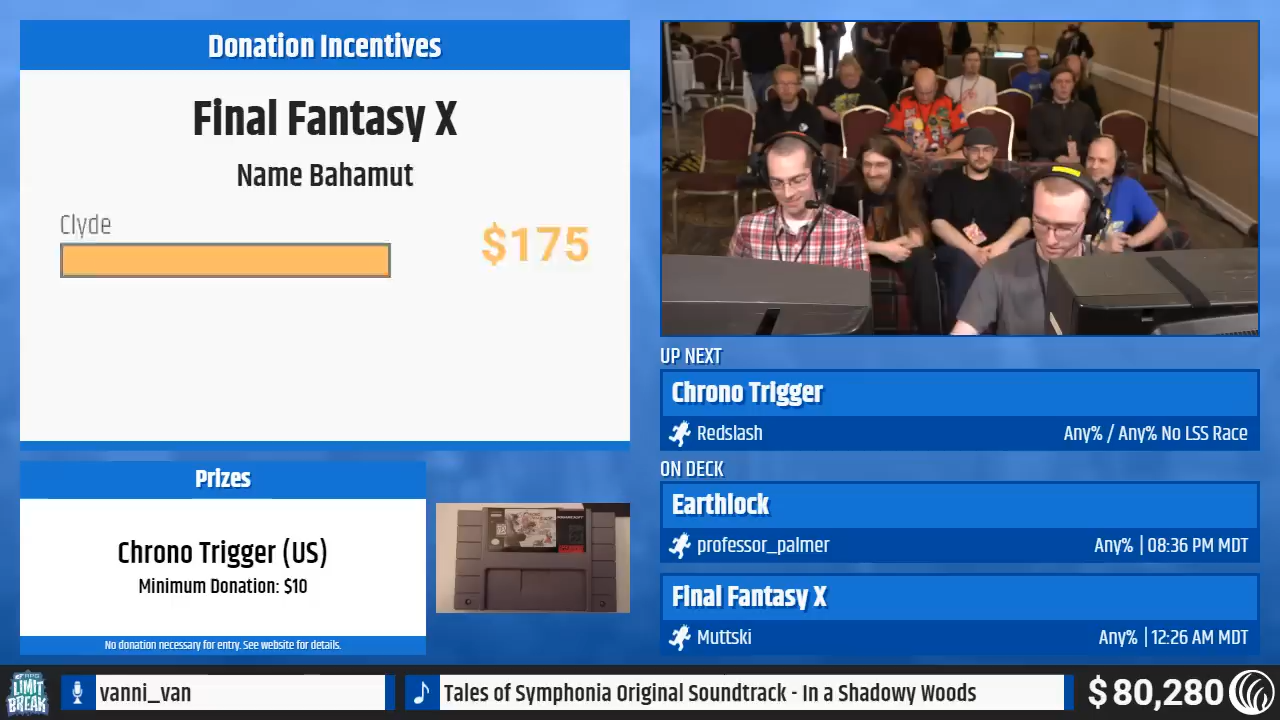 Donation Incentives
Final Fantasy X
Name Bahamut
Clyde
$175
Prizes
Chrono Trigger (US)
Minimum Donation: $10
No donation necessary for entry. See website for details.
UP NEXT
Chrono Trigger
Redslash
Any% / Any% No LSS Race
ON DECK
Earthlock
professor_palmer
Any% | 08:36 PM MDT
Final Fantasy X
Muttski
Any% | 12:26 AM MDT
RPG
LIMIT
BREAK
vanni_van
Tales of Symphonia Original Soundtrack - In a Shadowy Woods
$80,280